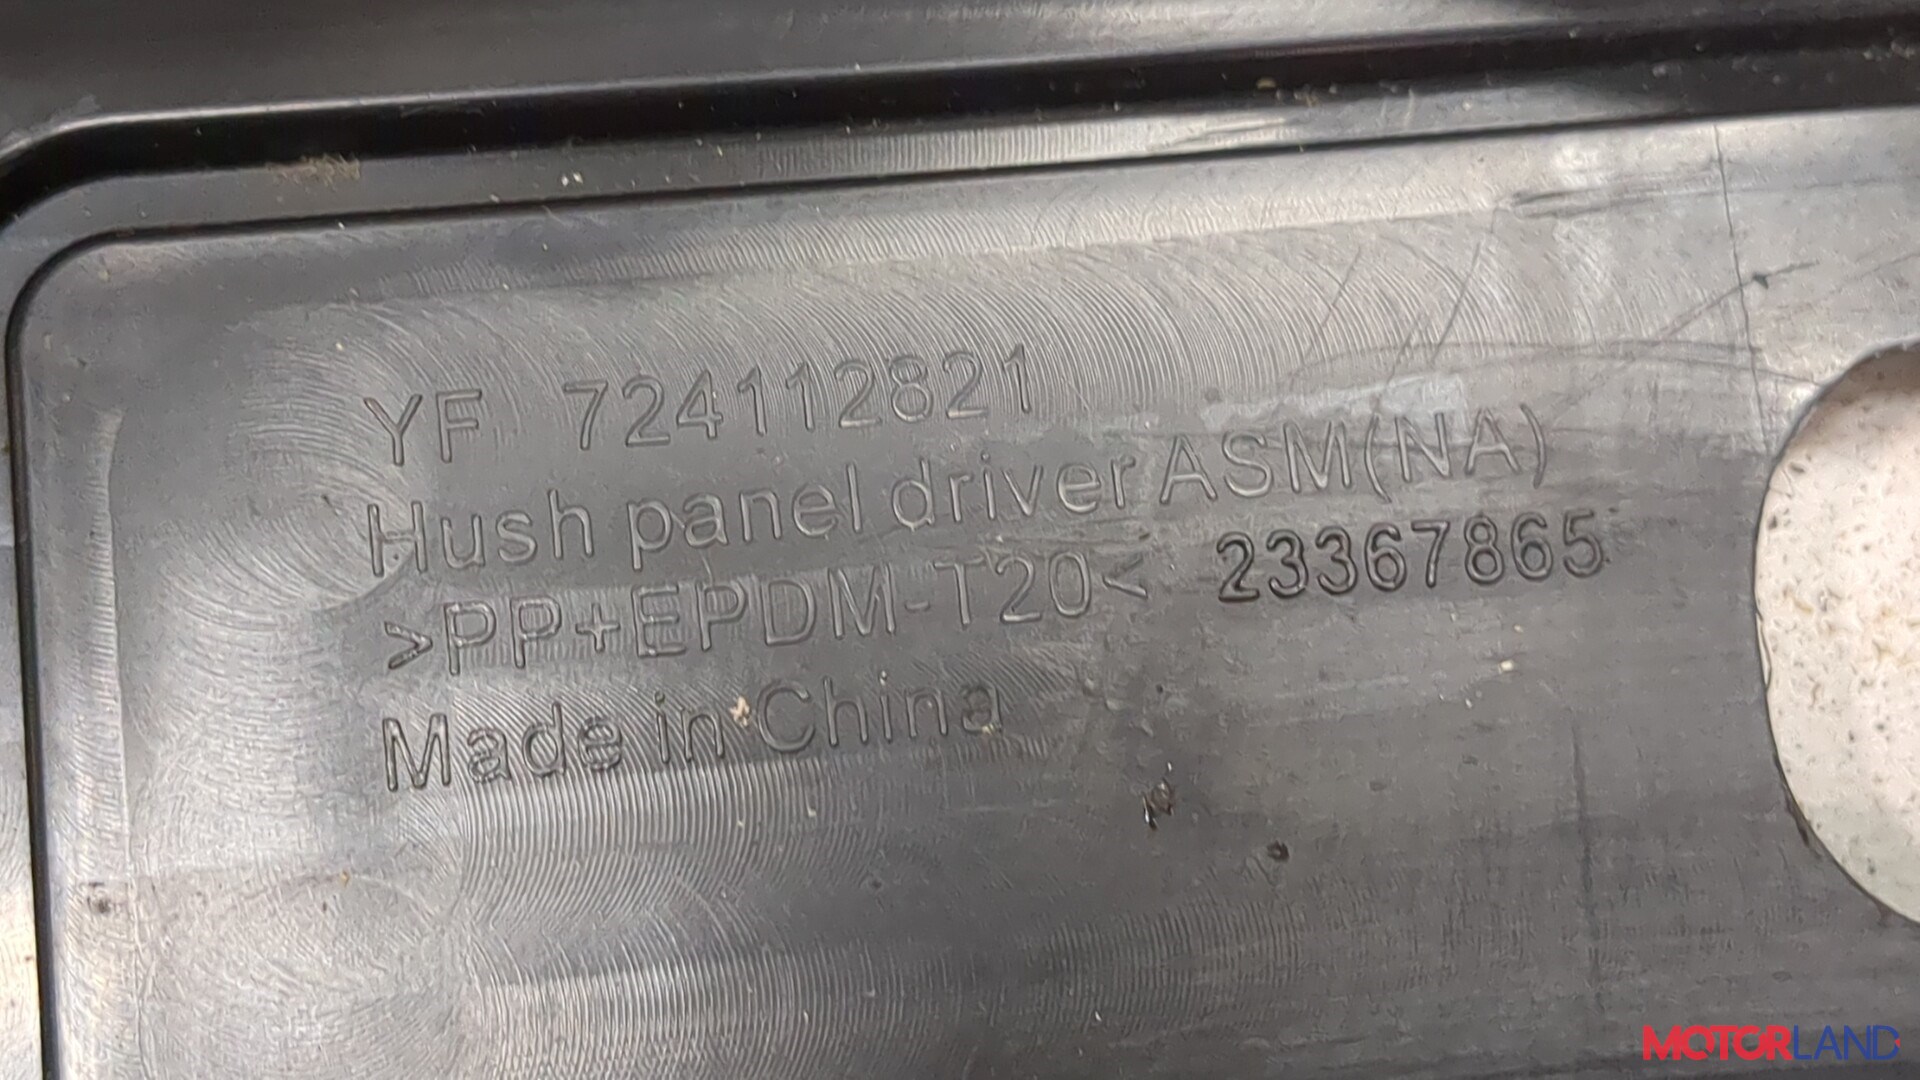 YF 724112821
Hush panel driver ASM(NA)
>PP+EPDM-T20< 23367865
Made in China
MOTORLAND